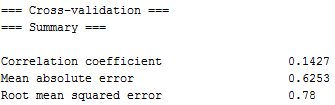 === Cross-validation ===
=== Summary ===
Correlation coefficient 0.1427
Mean absolute error 0.6253
Root mean squared error 0.78